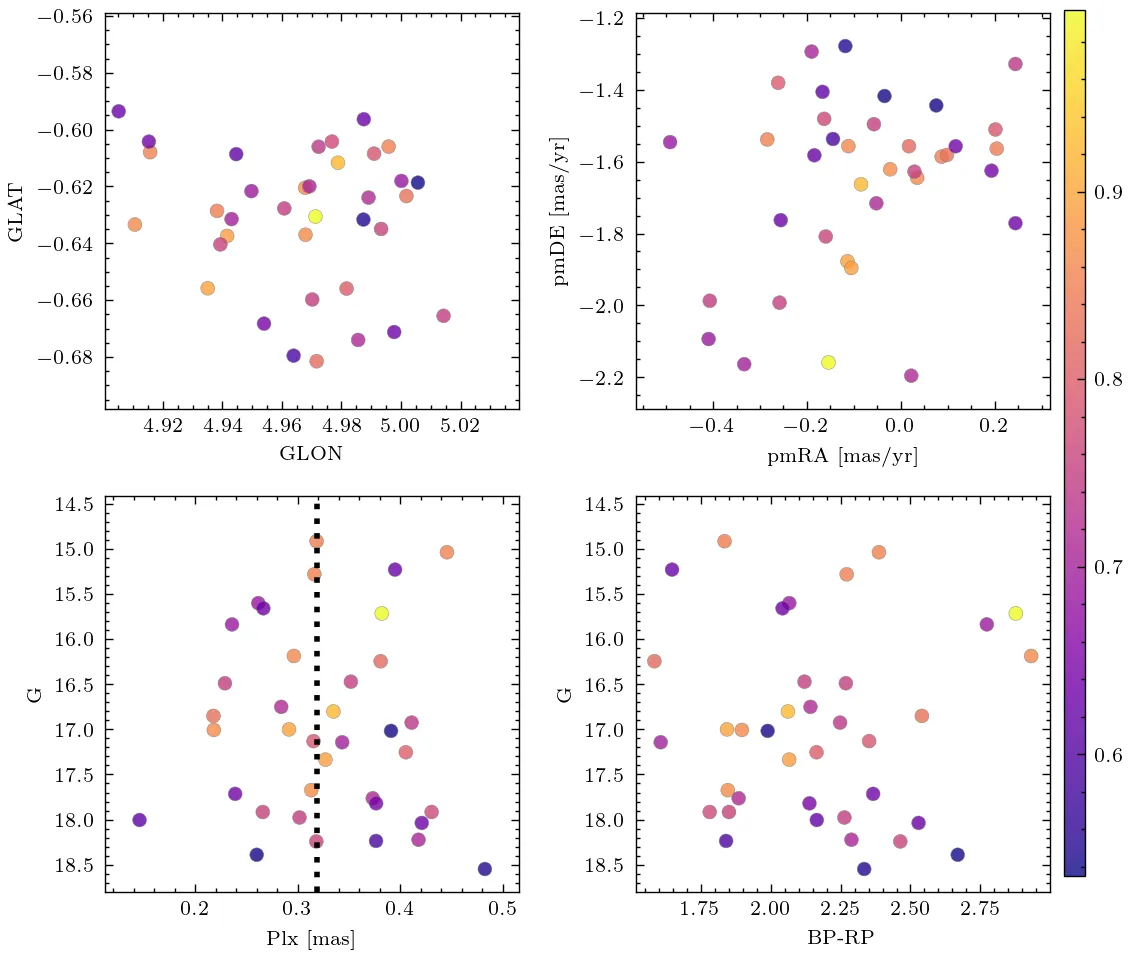 −0.56
−0.58
−0.60
−0.62
−0.64
−0.66
−0.68
GLAT
4.92 4.94 4.96 4.98 5.00 5.02
GLON
−1.2
−1.4
−1.6
−1.8
−2.0
−2.2
pmDE [mas/yr]
−0.4 −0.2 0.0 0.2
pmRA [mas/yr]
14.5
15.0
15.5
16.0
16.5
17.0
17.5
18.0
18.5
G
0.2 0.3 0.4 0.5
Plx [mas]
14.5
15.0
15.5
16.0
16.5
17.0
17.5
18.0
18.5
G
1.75 2.00 2.25 2.50 2.75
BP-RP
0.9
0.8
0.7
0.6